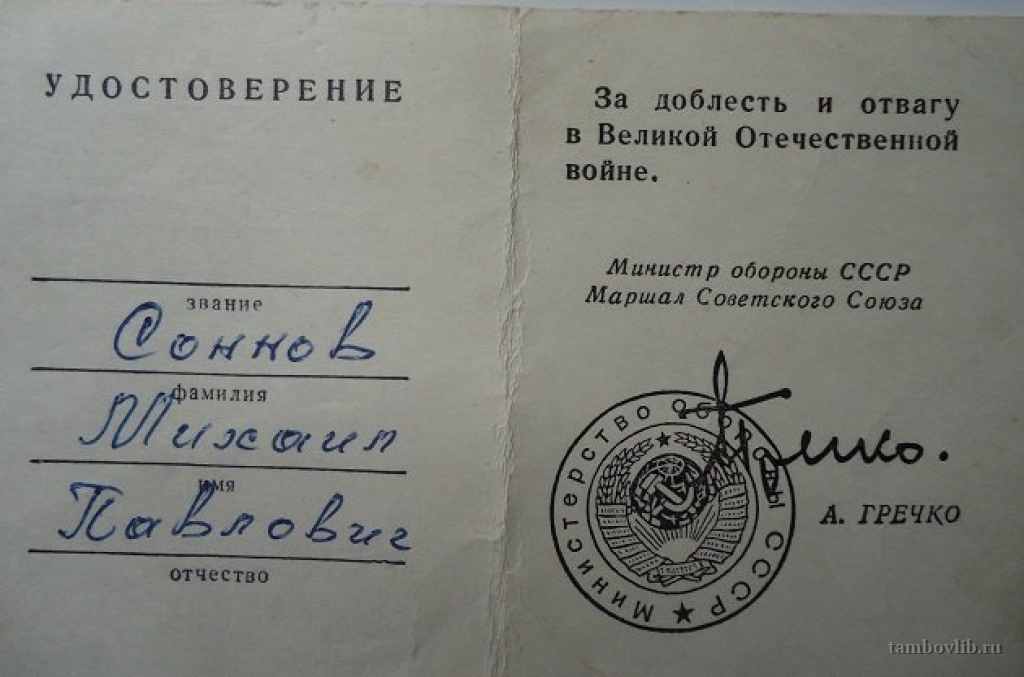 УДОСТОВЕРЕНИЕ
звание
Соннов
фамилия
Михаил
имя
Павлович
отчество
За доблесть и отвагу
в Великой Отечественной
войне.
Министр обороны СССР
Маршал Советского Союза
Гречко.
Министерство Обороны СССР
А. ГРЕЧКО
tambovlib.ru